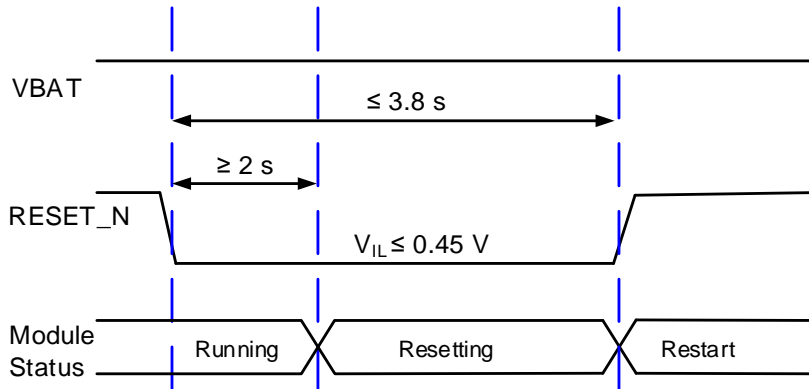 VBAT
≤ 3.8 s
≥ 2 s
RESET_N
VIL ≤ 0.45 V
Module
Status
Running
Resetting
Restart